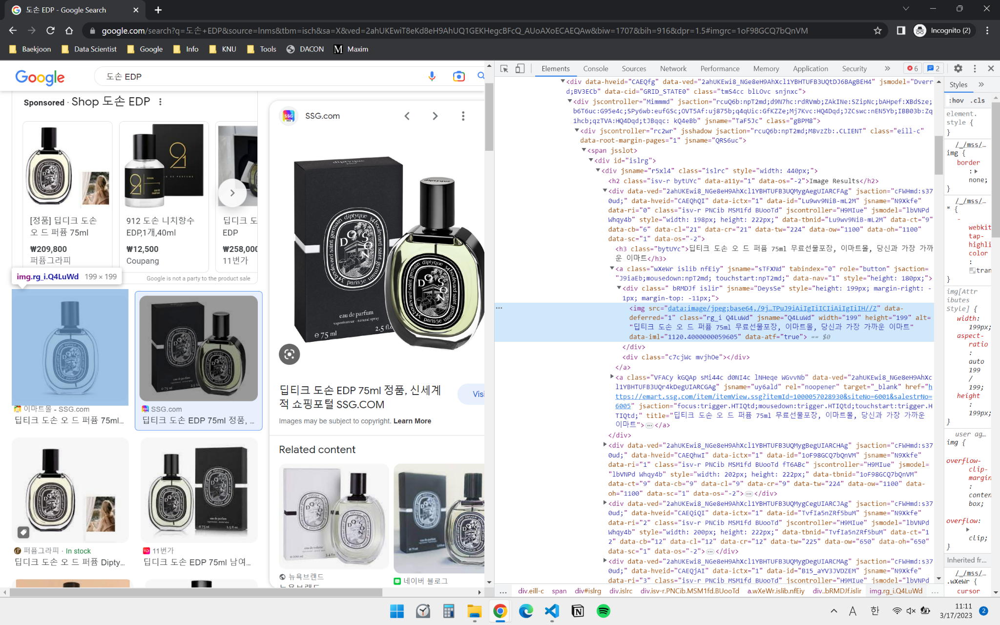 도손 EDP - Google Search
google.com/search?q=도손+EDP&source=lnms&tbm=isch&sa=X&ved=2ahUKEwiT8eKd8eH9AhUQ1GEKHegcBFcQ_AUoAXoECAEQAw&biw=1707&bih=916&dpr=1.5#imgrc=1oF98GCQ7bQnVM
Incognito (2)
Baekjoon
Data Scientist
Google
Info
KNU
Tools
DACON
M Maxim
Google
도손 EDP
Sponsored · Shop 도손 EDP
[정품] 딥디크 도손
오 드 퍼퓸 75ml
₩209,800
퍼퓸그라피
912 도손 니치향수
EDP,1개,40ml
₩12,500
Coupang
딥디크 도
EDP
₩258,000
11번가
Google is not a party to the product sale
img.rg_i.Q4LuWd 199 × 199
이마트몰 - SSG.com
딥티크 도손 오 드 퍼퓸 75ml...
SSG.com
딥티크 도손 EDP 75ml 정품, ...
퍼퓸그라피 · In stock
딥디크 도손 오 드 퍼퓸 Dipty...
11번가
딥디크 도손 EDP 75ml 남여...
SSG.com
diptyque
paris
DO SON
eau de parfum
vaporisateur - natural spray
e 75 ml
2.5 fl.
딥티크 도손 EDP 75ml 정품, 신세계
적 쇼핑포털 SSG.COM
Visi
Images may be subject to copyright. Learn More
Related content
뉴욕브랜드
뉴욕브랜드
네이버 블로그
Elements
Console
Sources
Network
Performance
Memory
Application
Security
6
2
<div data-hveid="CAEQfg" data-ved="2ahUKEwi8_NGe8eH9AhXcl1YBHTUFB3UQtDJ6BAgBEH4" jsmodel="Dverr
d;BV3ECb" data-cid="GRID_STATE0" class="tmS4cc blLOvc snjnxc">
<div jscontroller="Mimmmd" jsaction="rcuQ6b:npT2md;d9N7hc:rdRVmb;ZAkINe:SZipNc;bAHpef:XBdSze;
b6T6uc:G95e4c;SPy6wb:eufGSc;OVT5Af:uj875b;q4qUic:GfKZZe;Mj7Kvc:HQ4Dqd;JZCswc:nEN5Yb;IBB03b:Zq
1hcb;qzTVA:HQ4Dqd;tJBqqc: kQ4eBb" jsname="TaF5Jc" class="gBPM8">
<div jscontroller="rc2wr" jsshadow jsaction="rcuQ6b:npT2md;M8vzZb:.CLIENT" class="eill-c"
data-root-margin-pages="1" jsname="QRS6uc">
<span jsslot>
<div id="islrg">
<div jsname="r5xl4" class="islrc" style="width: 440px;">
<h2 class="isv-r bytUYc" data-a11y="1" data-os="-2">Image Results</h2>
<div data-ved="2ahUKEwi8_NGe8eH9AhXcl1YBHTUFB3UQMygAegUIARCFAg" jsaction="cFWHmd:s37
0ud;" data-hveid="CAEQhQI" data-ictx="1" data-id="Lu9wv9NiB-mL2M" jsname="N9Xkfe"
data-ri="0" class="isv-r PNCib MSM1fd BUooTd" jscontroller="H9MIue" jsmodel="lbVNPd
Whqy4b" style="width: 198px; height: 222px;" data-tbnid="Lu9wv9NiB-mL2M" data-ct="9"
data-cb="6" data-cl="21" data-cr="21" data-tw="224" data-ow="1100" data-oh="1100"
data-sc="1" data-os="-2">
<h3 class="bytUYc">딥티크 도손 오 드 퍼퓸 75ml 무료선물포장, 이마트몰, 당신과 가장 가까
운 이마트</h3>
<a class="wXeWr islib nfEiy" jsname="sTFXNd" tabindex="0" role="button" jsaction=
"J9iaEb;mousedown:npT2md; touchstart:npT2md;" data-nav="1" style="height: 180px;">
<div class=" bRMDJf islir" jsname="DeysSe" style="height: 199px; margin-right: -
1px; margin-top: -11px;">
<img src="data:image/jpeg;base64,/9j…TPuJ9iAiIgIiICIiAiIgIiIH//Z" data-
deferred="1" class="rg_i Q4LuWd" jsname="Q4LuWd" width="199" height="199" alt=
"딥티크 도손 오 드 퍼퓸 75ml 무료선물포장, 이마트몰, 당신과 가장 가까운 이마트"
data-iml="1120.4000000059605" data-atf="true"> == $0
</div>
<div class="c7cjWc mvjhOe"></div>
</a>
<a class="VFACy kGQAp sMi44c d0NI4c lNHeqe WGvvNb" data-ved="2ahUKEwi8_NGe8eH9AhXc
l1YBHTUFB3UQr4kDegUIARCGAg" jsname="uy6ald" rel="noopener" target="_blank" href="h
ttps://emart.ssg.com/item/itemView.ssg?itemId=1000057028930&siteNo=6001&salestrNo=
6005" jsaction="focus:trigger.HTIQtd;mousedown:trigger.HTIQtd;touchstart:trigger.H
TIQtd;" title="딥티크 도손 오 드 퍼퓸 75ml 무료선물포장, 이마트몰, 당신과 가장 가까운
이마트">…</a>
</div>
<div data-ved="2ahUKEwi8_NGe8eH9AhXcl1YBHTUFB3UQMygBegUIARCHAg" jsaction="cFWHmd:s37
0ud;" data-hveid="CAEQhwI" data-ictx="1" data-id="1oF98GCQ7bQnVM" jsname="N9Xkfe"
data-ri="1" class="isv-r PNCib MSM1fd BUooTd fT6ABc" jscontroller="H9MIue" jsmodel=
"lbVNPd Whqy4b" style="width: 202px; height: 222px;" data-tbnid="1oF98GCQ7bQnVM"
data-ct="9" data-cb="9" data-cl="9" data-cr="9" data-tw="224" data-ow="1100" data-
oh="1100" data-sc="1" data-os="-2">…</div>
<div data-ved="2ahUKEwi8_NGe8eH9AhXcl1YBHTUFB3UQMygCegUIARCJAg" jsaction="cFWHmd:s37
0ud;" data-hveid="CAEQiQI" data-ictx="1" data-id="TvfIa5nZRf5buM" jsname="N9Xkfe"
data-ri="2" class="isv-r PNCib MSM1fd BUooTd" jscontroller="H9MIue" jsmodel="lbVNPd
Whqy4b" style="width: 200px; height: 222px;" data-tbnid="TvfIa5nZRf5buM" data-ct="1
2" data-cb="12" data-cl="12" data-cr="12" data-tw="225" data-ow="650" data-oh="650"
data-sc="1" data-os="-2">…</div>
<div data-ved="2ahUKEwi8_NGe8eH9AhXcl1YBHTUFB3UQMygDegUIARCMAg" jsaction="cFWHmd:s37
0ud;" data-hveid="CAEQjAI" data-ictx="1" data-id="B15_aYV3JVDZEM" jsname="N9Xkfe"
data-ri="3" class="isv-r PNCib MSM1fd BUooTd" jscontroller="H9MIue" jsmodel="lbVNPd
... div.eill-c span div#islrg div.islrc div.isv-r.PNCib.MSM1fd.BUooTd a.wXeWr.islib.nfEiy div..bRMDJf.islir img.rg_i.Q4LuWd ...
Styles
:hov .cls
element.
style {
}
/_/mss/…
img {
border
:
none;
}
/_/mss/…
* {
-
webkit
tap-
highli
color
:
tran
}
img[Attr
ibutes
Style] {
width:
199px;
aspect-
ratio
:
auto
199
/
199;
height
:
199px;
}
user ag…
img {
overflow-
clip-
margin
:
conten
box;
overflow:
clip;
}
Inherited fr…
/_/mss/…
.wXeWr {
cursor
A
한
11:11
3/17/2023
2